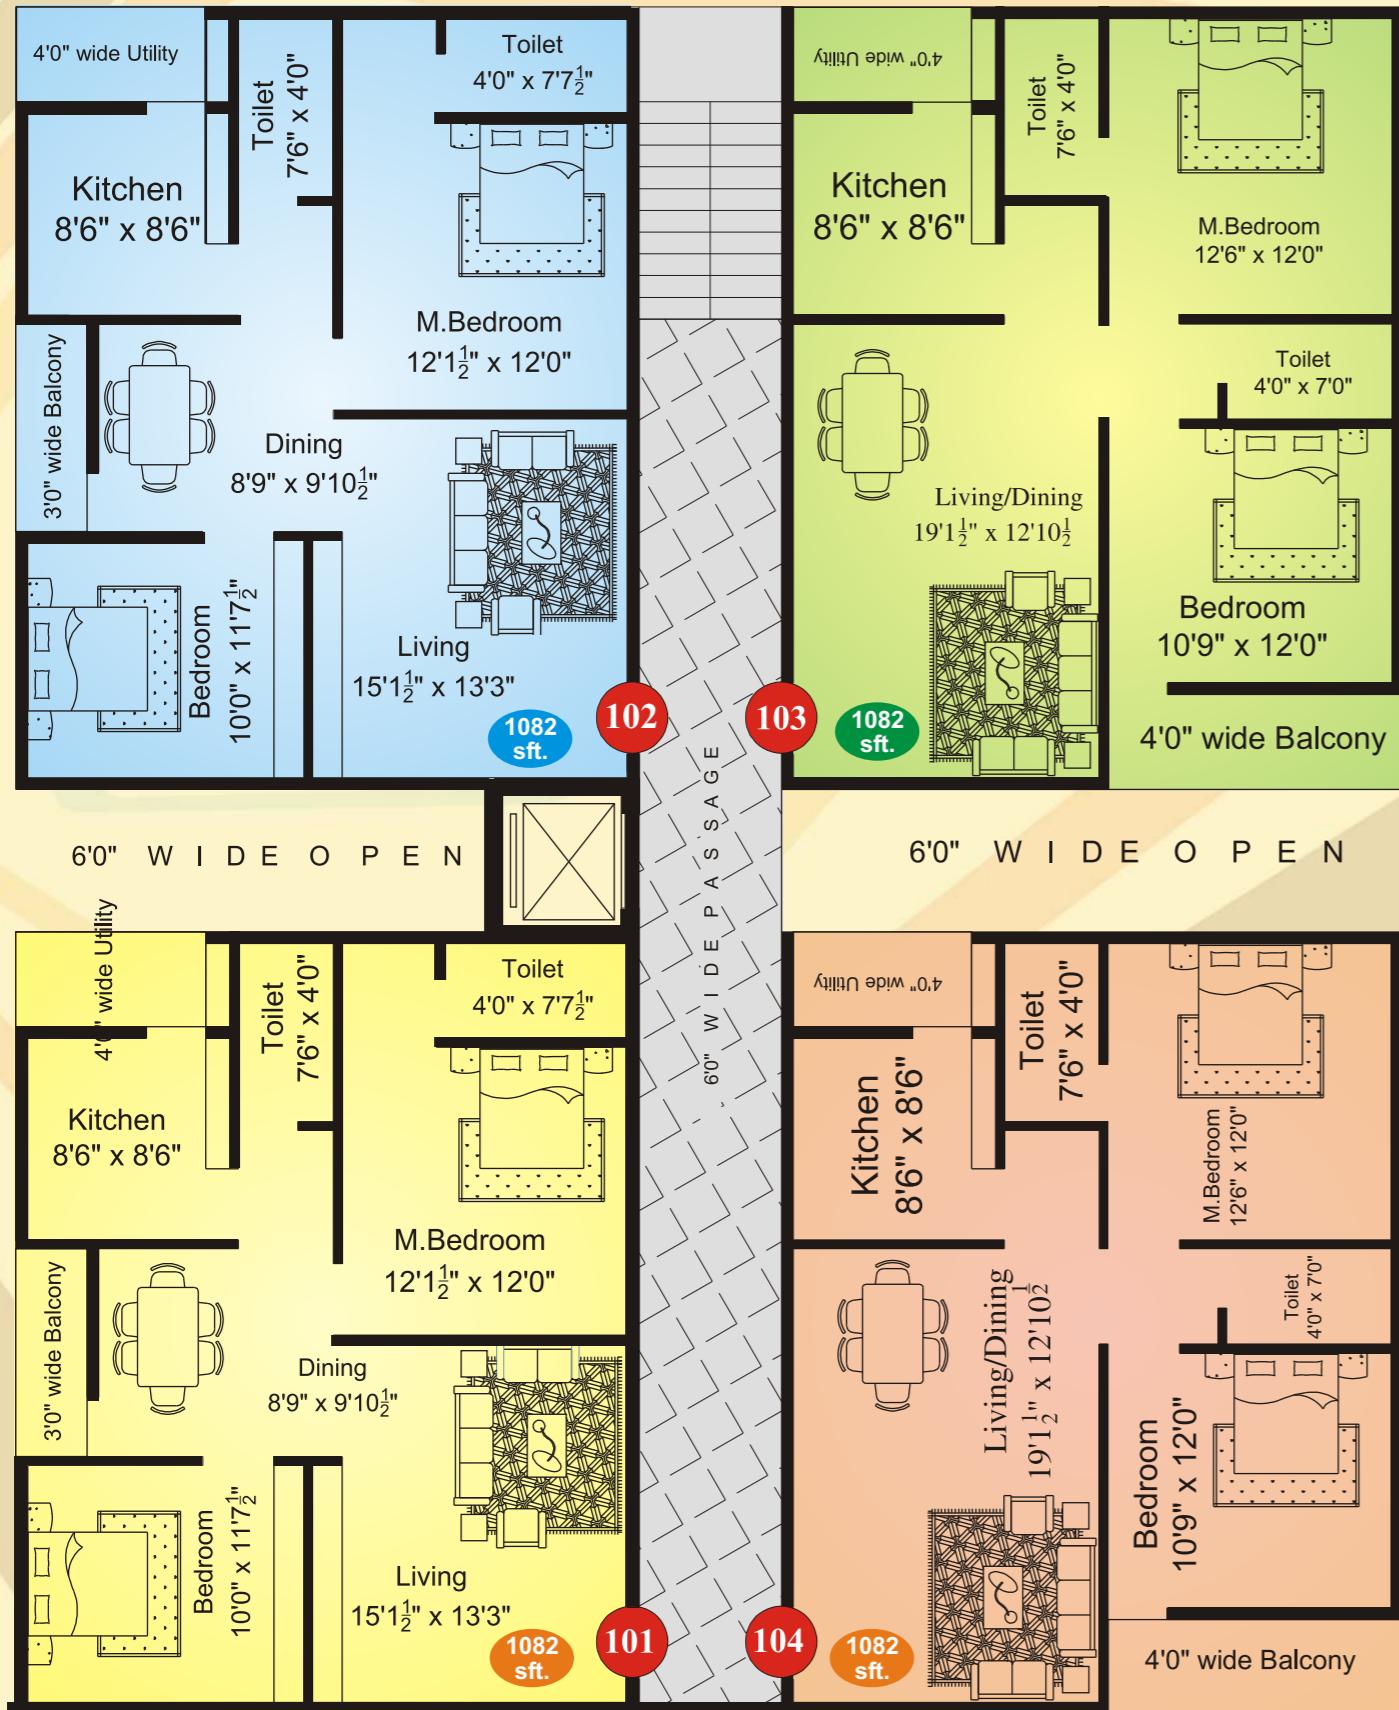 4'0" wide Utility
Toilet
7'6" x 4'0"
Toilet
4'0" x 7'7½"
Kitchen
8'6" x 8'6"
M.Bedroom
12'1½" x 12'0"
3'0" wide Balcony
Dining
8'9" x 9'10½"
Bedroom
10'0" x 11'7½"
Living
15'1½" x 13'3"
1082
sft.
102
4'0" wide Utility
Toilet
7'6" x 4'0"
Kitchen
8'6" x 8'6"
M.Bedroom
12'6" x 12'0"
Toilet
4'0" x 7'0"
Living/Dining
19'1½" x 12'10½
Bedroom
10'9" x 12'0"
103
1082
sft.
4'0" wide Balcony
6'0" WIDE OPEN
6'0" WIDE PASSAGE
6'0" WIDE OPEN
4'0" wide Utility
Toilet
7'6" x 4'0"
Toilet
4'0" x 7'7½"
Kitchen
8'6" x 8'6"
M.Bedroom
12'1½" x 12'0"
3'0" wide Balcony
Dining
8'9" x 9'10½"
Bedroom
10'0" x 11'7½"
Living
15'1½" x 13'3"
1082
sft.
101
4'0" wide Utility
Toilet
7'6" x 4'0"
Kitchen
8'6" x 8'6"
M.Bedroom
12'6" x 12'0"
Toilet
4'0" x 7'0"
Living/Dining
19'1½" x 12'10½
Bedroom
10'9" x 12'0"
104
1082
sft.
4'0" wide Balcony